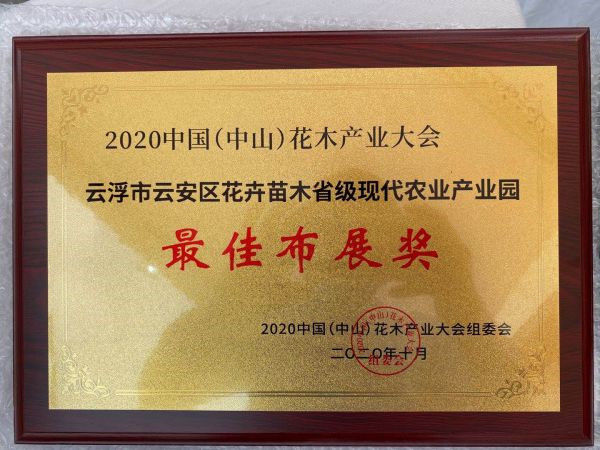 2020中国(中山)花木产业大会
云浮市云安区花卉苗木省级现代农业产业园
最佳布展奖
2020中国(中山)花木产业大会组委会
二〇二〇年十月
组委会